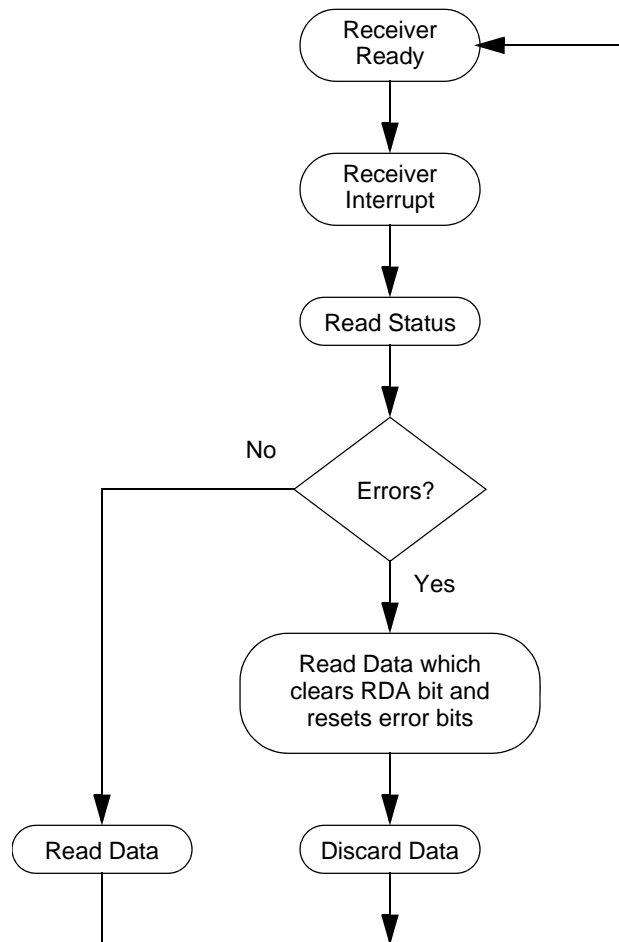 Receiver
Ready
Receiver
Interrupt
Read Status
No
Errors?
Yes
Read Data which
clears RDA bit and
resets error bits
Read Data
Discard Data